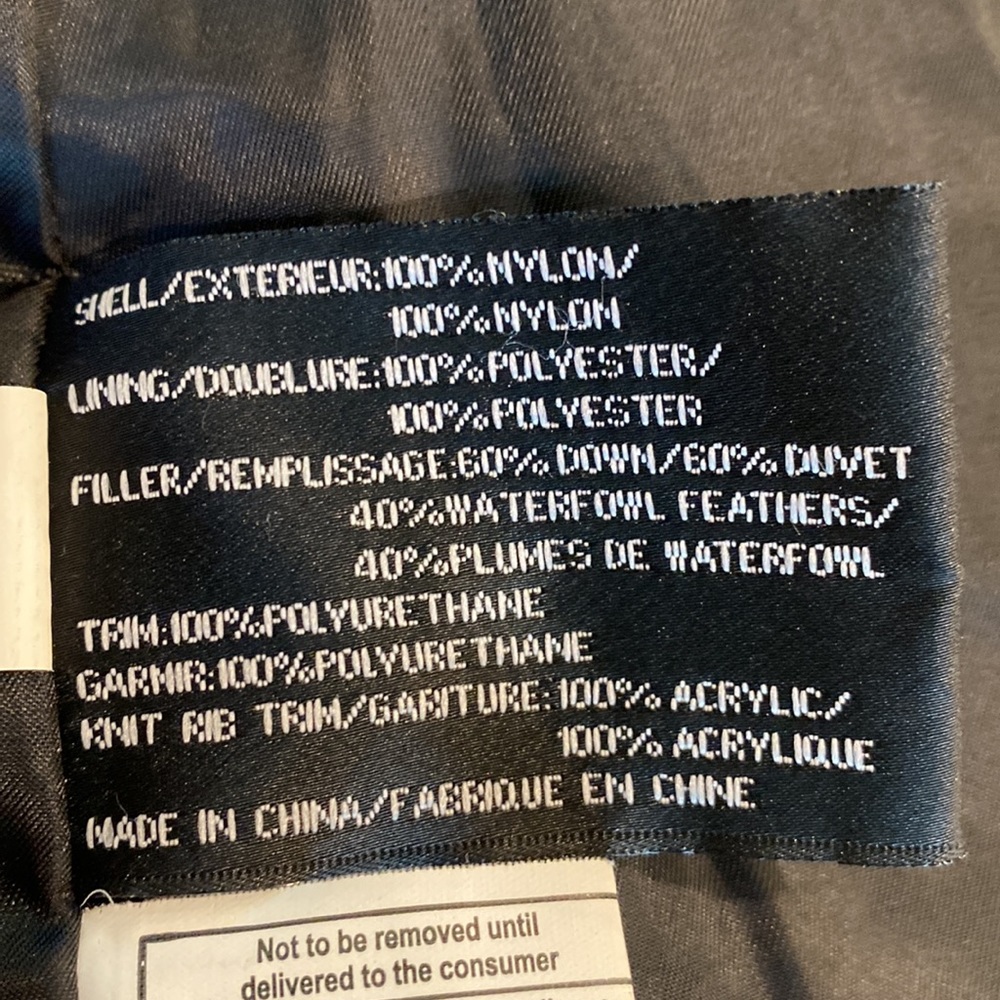 SHELL/EXTERIEUR:100%NYLON/
100%NYLON
LINING/DOUBLURE:100%POLYESTER/
100%POLYESTER
FILLER/REMPLISSAGE:60% DOWN/60% DUVET
40%WATERFOWL FEATHERS/
40%PLUMES DE WATERFOWL
TRIM:100%POLYURETHANE
GARNIR:100%POLYURETHANE
KNIT RIB TRIM/GARITURE:100% ACRYLIC/
100% ACRYLIQUE
MADE IN CHINA/FABRIQUE EN CHINE
Not to be removed until
delivered to the consumer